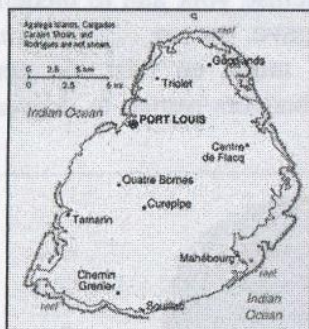 Agalega Islands, Cargados
Carajos Shoals, and
Rodrigues are not shown.
0 2.5 5 km
0 2.5 5 mi
reef
Goodlands
Triolet
Indian Ocean
PORT LOUIS
Centre
de Flacq
Quatre Bornes
Curepipe
Tamarin
Mahébourg
reef
Chemin
Grenier
reef
Souillac
Indian
Ocean